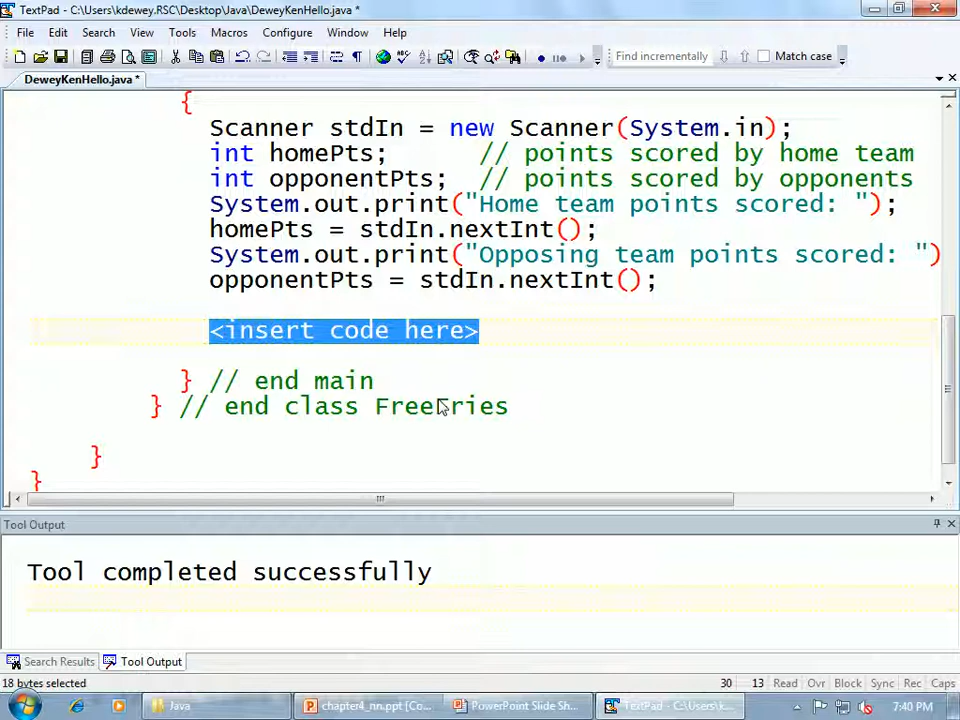 TextPad - C:\Users\kdewey.RSC\Desktop\Java\DeweyKenHello.java *
File Edit Search View Tools Macros Configure Window Help
Find incrementally Match case
DeweyKenHello.java *
{
Scanner stdIn = new Scanner(System.in);
int homePts; // points scored by home team
int opponentPts; // points scored by opponents
System.out.print("Home team points scored: ");
homePts = stdIn.nextInt();
System.out.print("Opposing team points scored: ")
opponentPts = stdIn.nextInt();
<insert code here>
} // end main
} // end class FreeFries
}
}
Tool Output
Tool completed successfully
Search Results Tool Output
18 bytes selected 30 13 Read Ovr Block Sync Rec Caps
Java chapter4_nn.ppt [Co... PowerPoint Slide Sh... TextPad - C:\Users\k... 7:40 PM